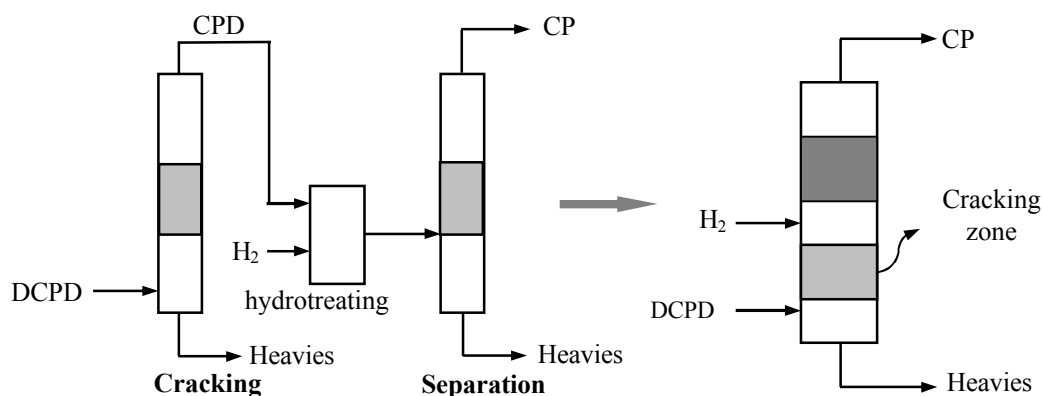 CPD
DCPD
H2
hydrotreating
Heavies
Cracking
CP
Heavies
Separation
CP
H2
Cracking
zone
DCPD
Heavies